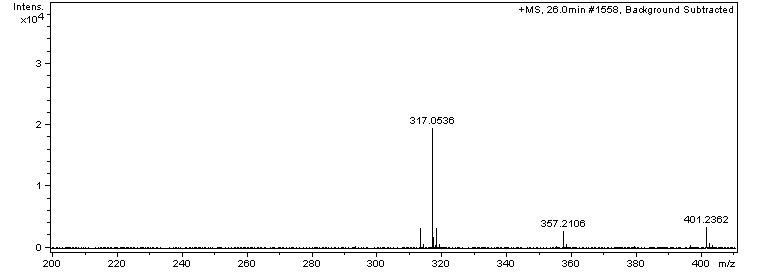 Intens.
x10⁴
+MS, 26.0min #1558, Background Subtracted
3
2
1
0
317.0536
357.2106
401.2362
200 220 240 260 280 300 320 340 360 380 400 m/z